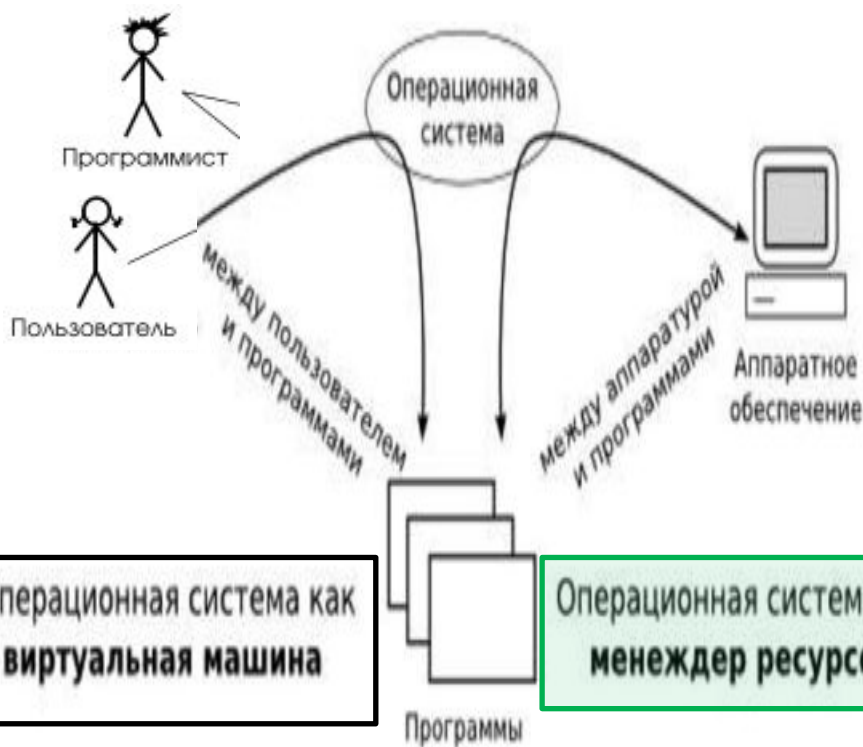 Операционная
система
Программист
Пользователь
между пользователем
и программами
между аппаратурой
и программами
Аппаратное
обеспечение
перационная система как
виртуальная машина
Операционная систем
менеждер ресурс
Программы